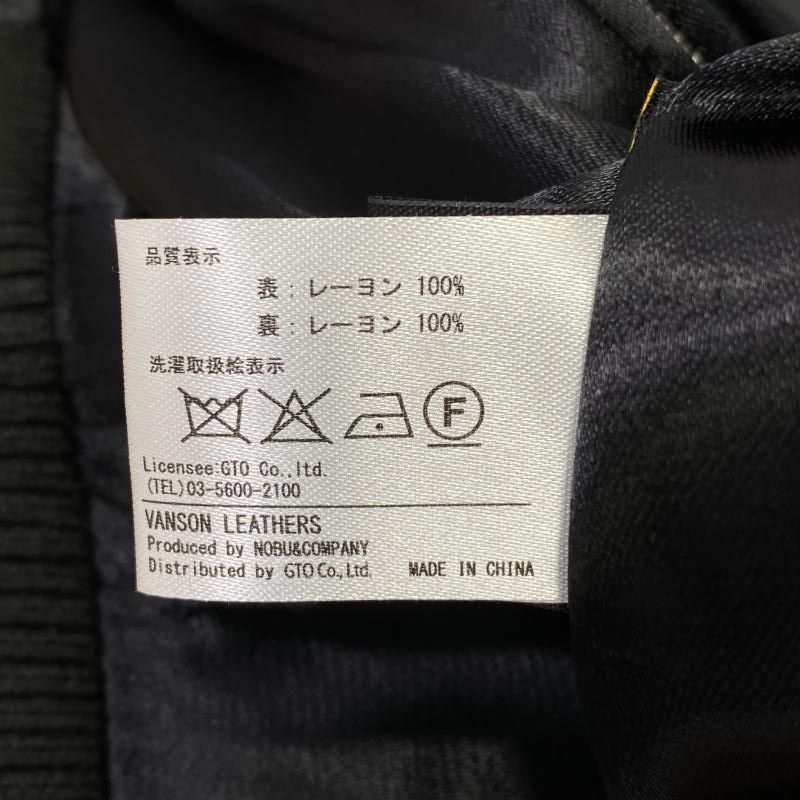 品質表示
表：レーヨン 100%
裏：レーヨン 100%
洗濯取扱絵表示
F
Licensee:GTO Co.,ltd.
(TEL)03-5600-2100
VANSON LEATHERS
Produced by NOBU&COMPANY
Distributed by GTO Co., Ltd. MADE IN CHINA